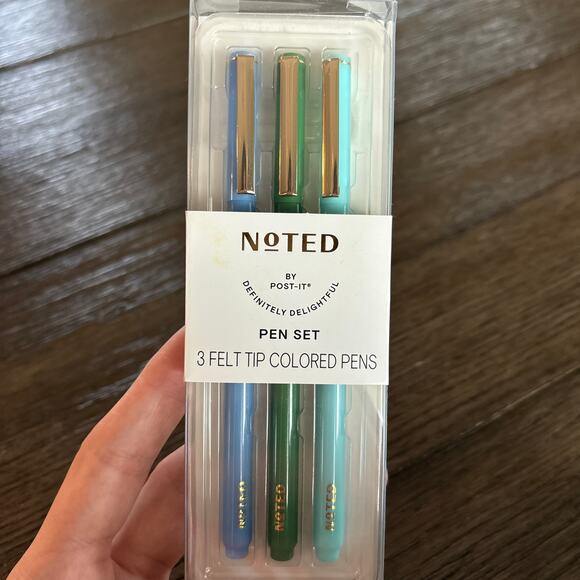 NOTED
BY
POST-IT®
DEFINITELY DELIGHTFUL
PEN SET
3 FELT TIP COLORED PENS
NOTED
NOTED
NOTED